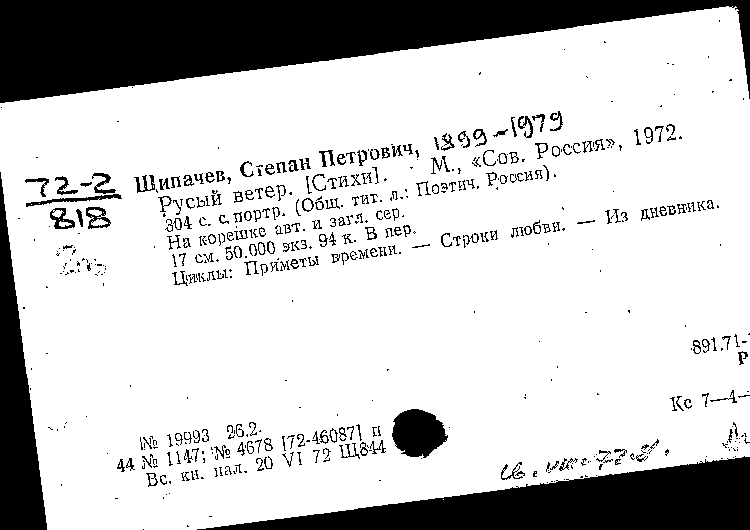 72-2
818
Щипачев, Степан Петрович, 1899-1979
Русый ветер. [Стихи]. М., «Сов. Россия», 1972.
304 с. с портр. (Общ. тит. л.: Поэтич. Россия).
На корешке авт. и загл. сер.
17 см. 50.000 экз. 94 к. В пер.
Циклы: Приметы времени. — Строки любви. — Из дневника.
891.71-
Р
Кс 7—4—
№ 19993 26.2.
44 № 1147; № 4678 [72-46087] п
Вс. кн. пал. 20 VI 72 Щ844